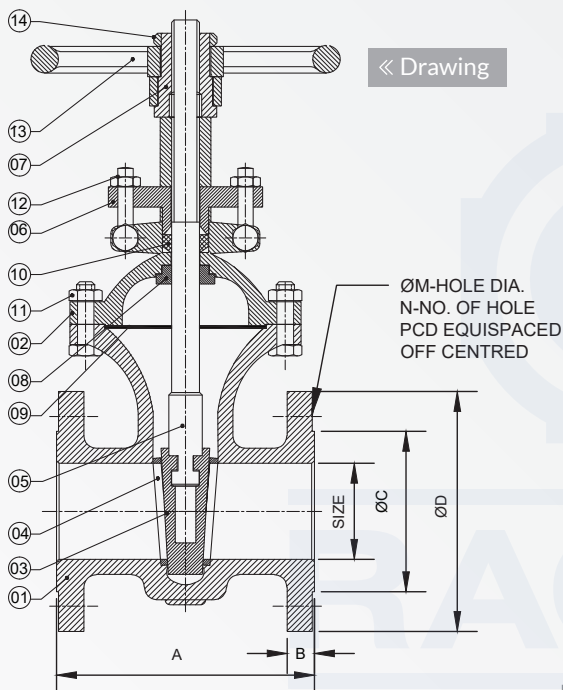 14
« Drawing
13
07
12
06
10
11
02
08
09
05
04
03
01
ØM-HOLE DIA.
N-NO. OF HOLE
PCD EQUISPACED
OFF CENTRED
SIZE
ØC
ØD
A
B